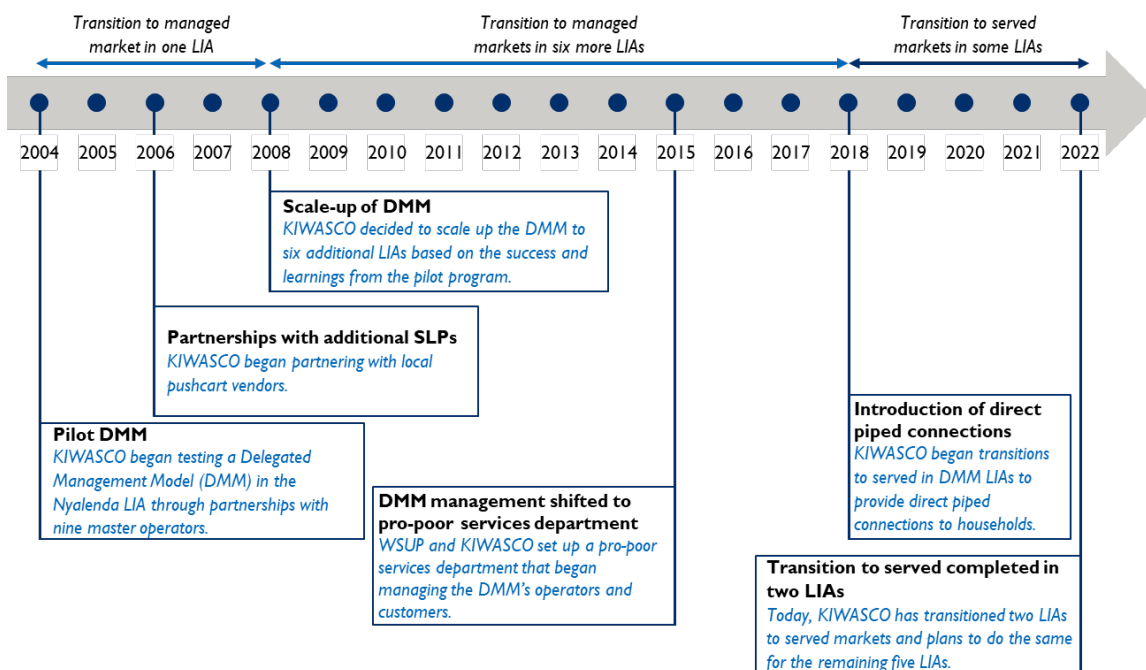 Transition to managed
market in one LIA
Transition to managed
markets in six more LIAs
Transition to served
markets in some LIAs
2004 2005 2006 2007 2008 2009 2010 2011 2012 2013 2014 2015 2016 2017 2018 2019 2020 2021 2022
Scale-up of DMM
KIWASCO decided to scale up the DMM to
six additional LIAs based on the success and
learnings from the pilot program.
Partnerships with additional SLPs
KIWASCO began partnering with local
pushcart vendors.
Pilot DMM
KIWASCO began testing a Delegated
Management Model (DMM) in the
Nyalenda LIA through partnerships with
nine master operators.
DMM management shifted to
pro-poor services department
WSUP and KIWASCO set up a pro-poor
services department that began
managing the DMM's operators and
customers.
Introduction of direct
piped connections
KIWASCO began transitions
to served in DMM LIAs to
provide direct piped
connections to households.
Transition to served completed in
two LIAs
Today, KIWASCO has transitioned two LIAs
to served markets and plans to do the same
for the remaining five LIAs.